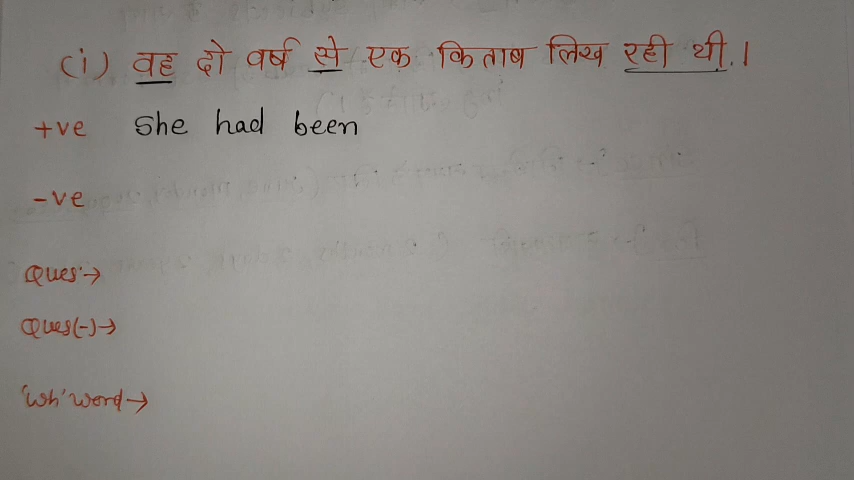 (i) वह दो वर्ष से एक किताब लिख रही थी.।
+ve She had been
-ve
Ques→
Ques(-)→
'Wh' word→